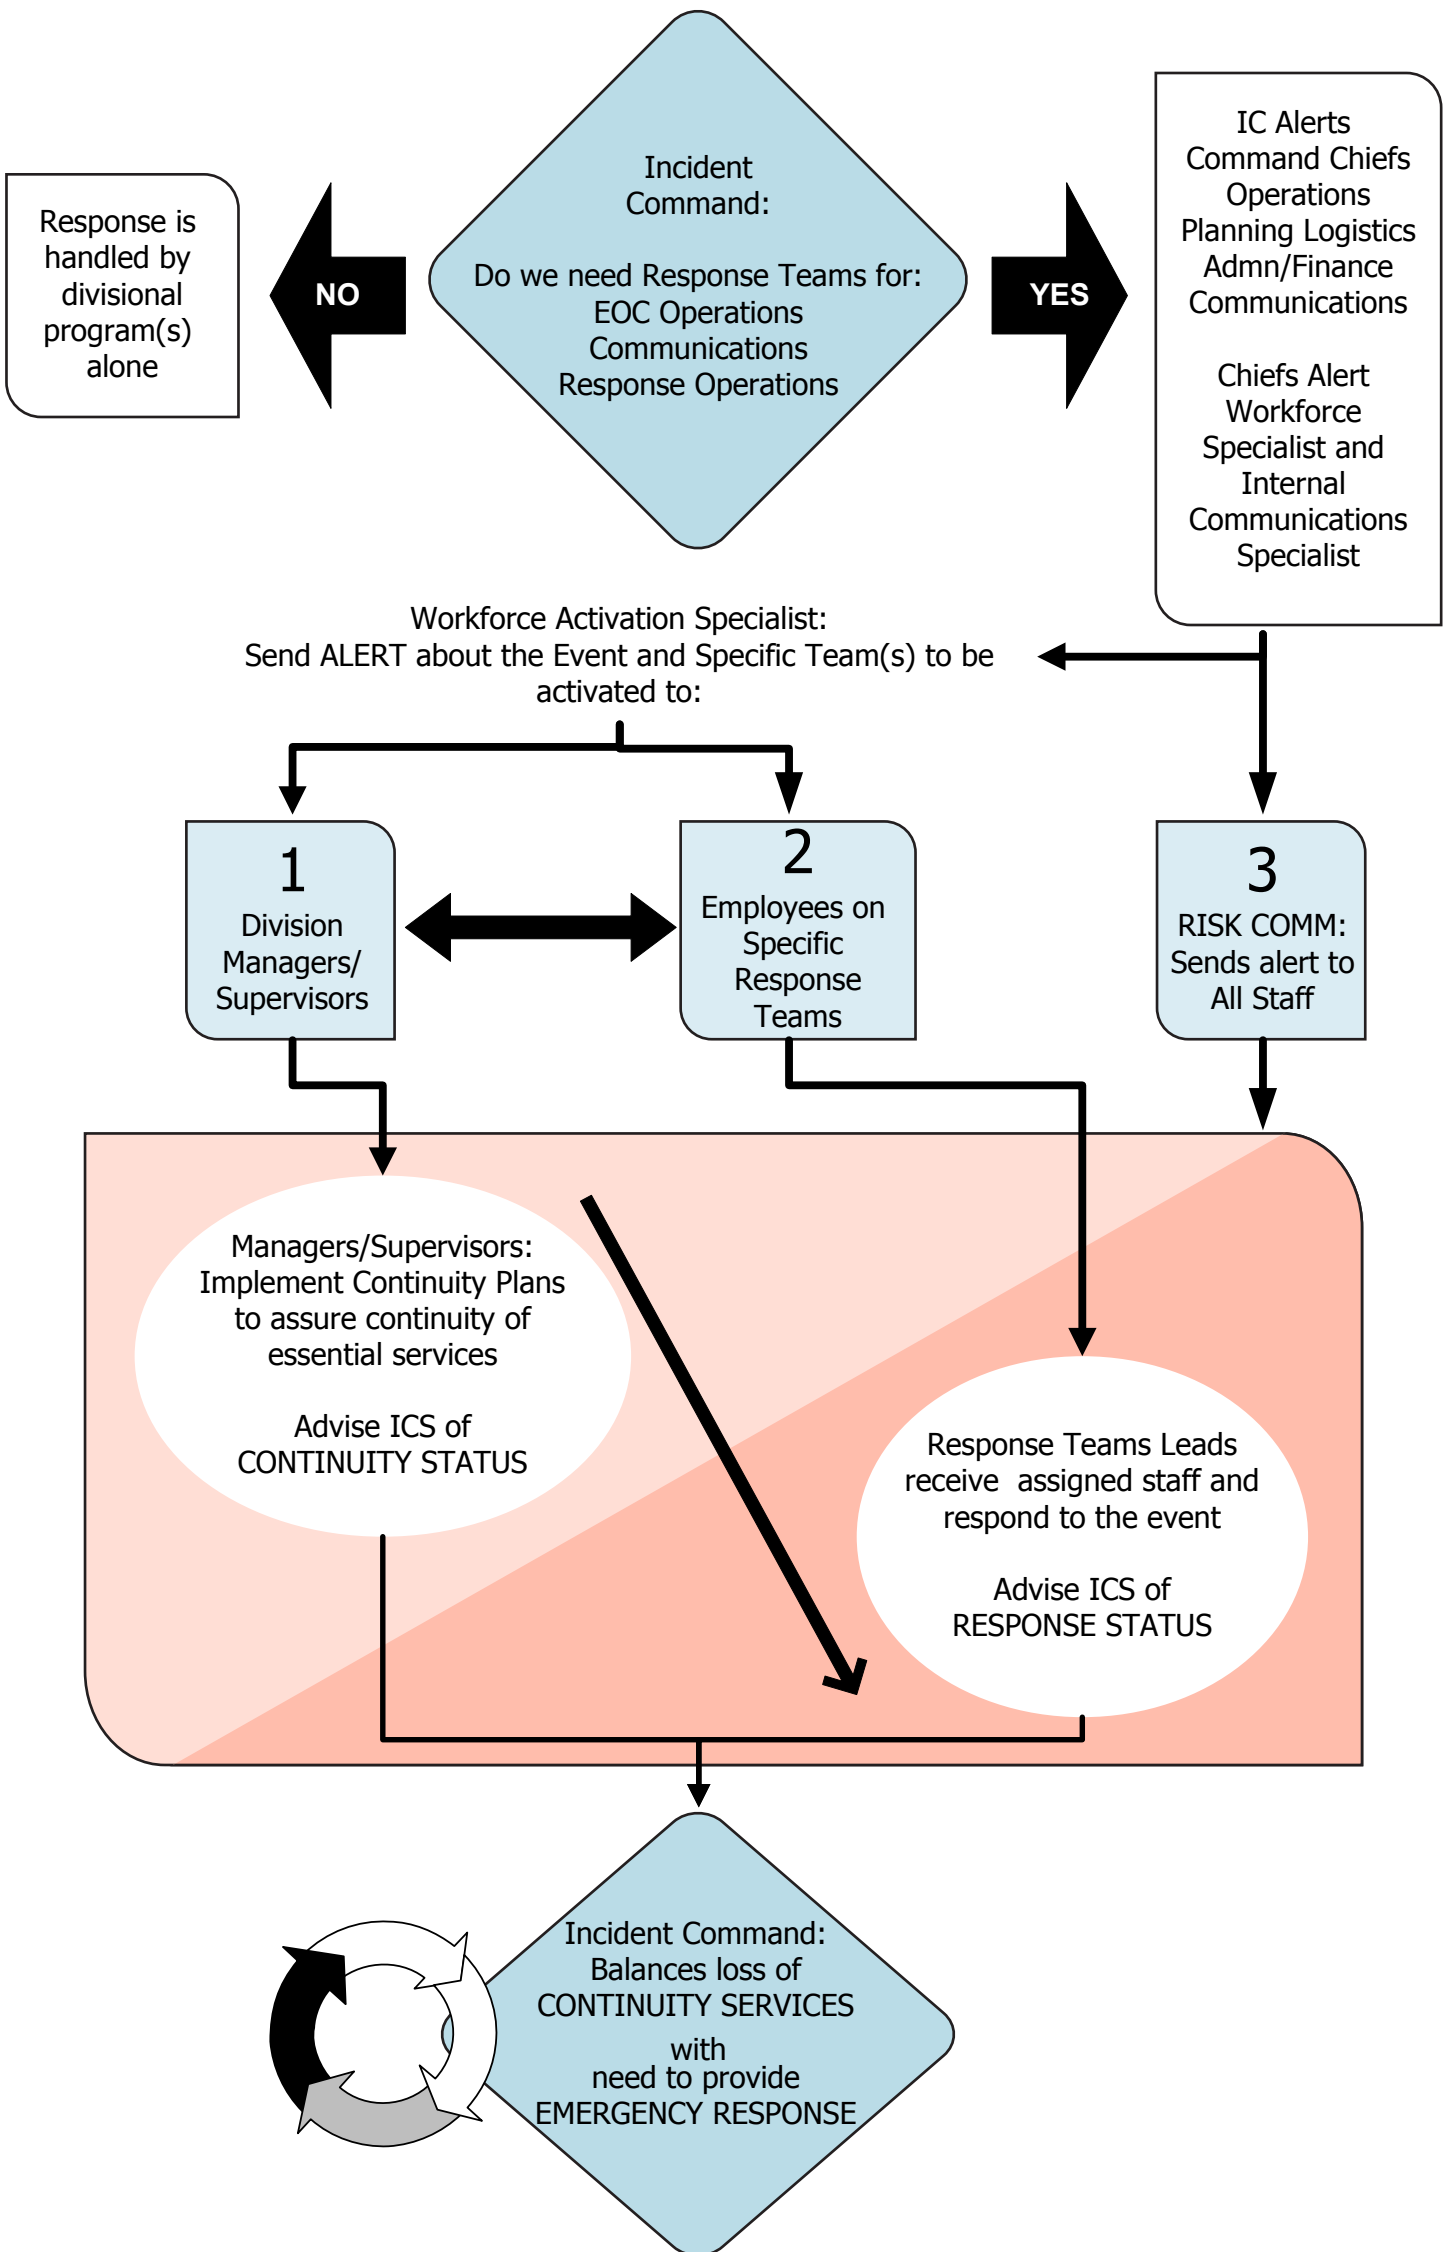 Incident
Command:
Do we need Response Teams for:
EOC Operations
Communications
Response Operations
NO
Response is
handled by
divisional
program(s)
alone
YES
IC Alerts
Command Chiefs
Operations
Planning Logistics
Admn/Finance
Communications
Chiefs Alert
Workforce
Specialist and
Internal
Communications
Specialist
Workforce Activation Specialist:
Send ALERT about the Event and Specific Team(s) to be
activated to:
1
Division
Managers/
Supervisors
2
Employees on
Specific
Response
Teams
3
RISK COMM:
Sends alert to
All Staff
Managers/Supervisors:
Implement Continuity Plans
to assure continuity of
essential services
Advise ICS of
CONTINUITY STATUS
Response Teams Leads
receive assigned staff and
respond to the event
Advise ICS of
RESPONSE STATUS
Incident Command:
Balances loss of
CONTINUITY SERVICES
with
need to provide
EMERGENCY RESPONSE